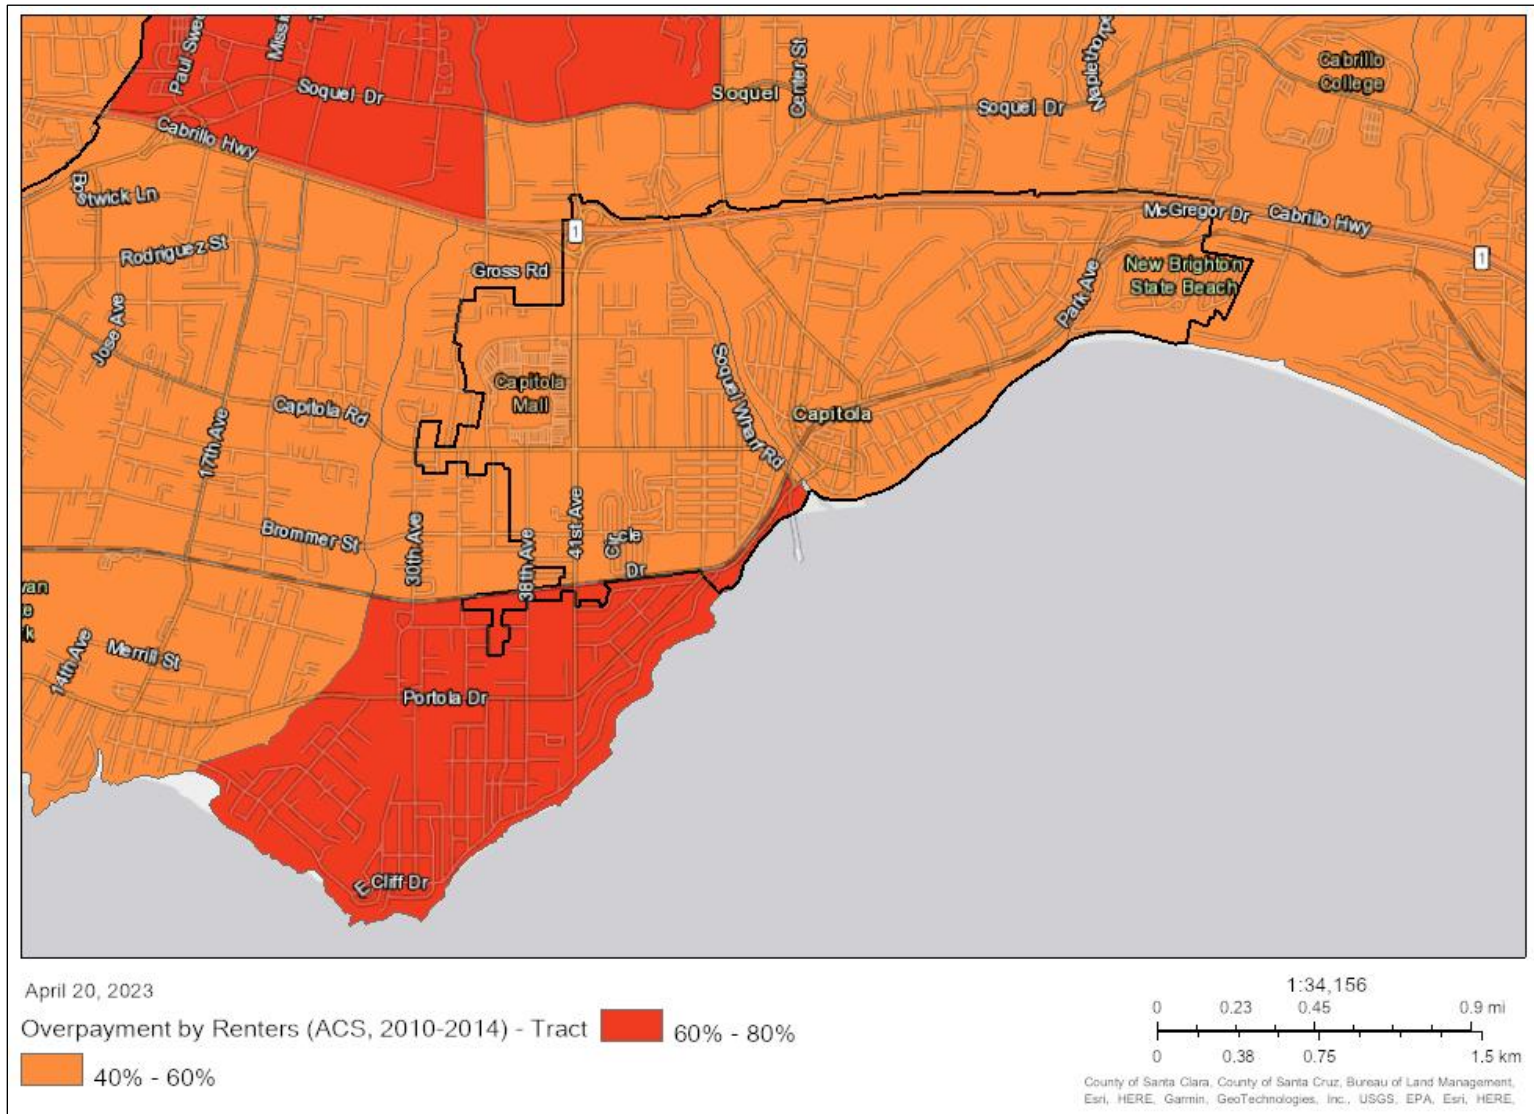 Paul Swee
Soquel Dr
Soquel
Center St
Soquel Dr
Cabrillo
College
Cabrillo Hwy
Bo
stwick Ln
Rodriguez St
Gross Rd
1
McGregor Dr
Cabrillo Hwy
1
New Brighton
State Beach
Park Ave
Jose Ave
Capitola
Mall
Soquel Wharf Rd
Capitola Rd
Capitola
17th Ave
Brommer St
30th Ave
38th Ave
41st Ave
Dr
14th Ave
Merrill St
Portola Dr
E
Cliff Dr
April 20, 2023
Overpayment by Renters (ACS, 2010-2014) - Tract
60% - 80%
40% - 60%
1:34,156
0 0.23 0.45 0.9 mi
0 0.38 0.75 1.5 km
County of Santa Clara, County of Santa Cruz, Bureau of Land Management,
Esri, HERE, Garmin, GeoTechnologies, Inc., USGS, EPA, Esri, HERE,